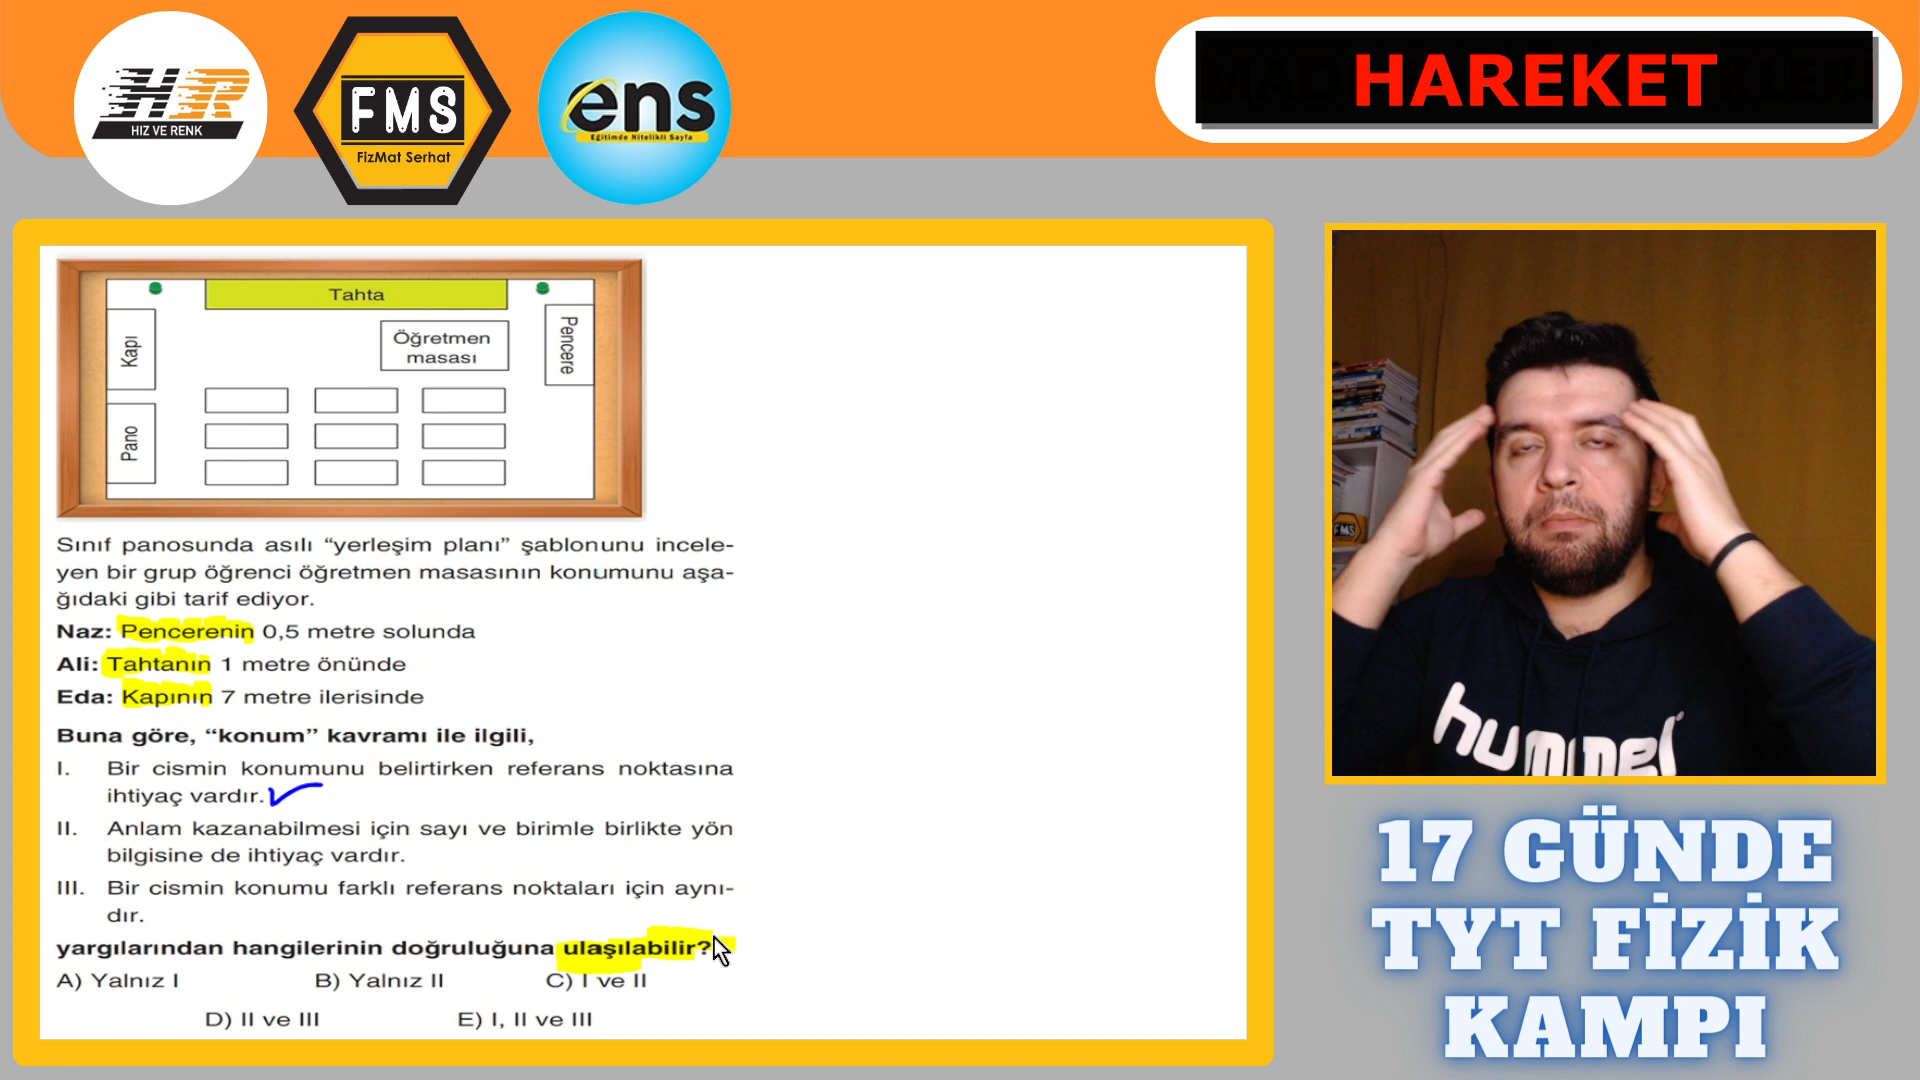 HR
HIZ VE RENK
FMS
FizMat Serhat
ens
Eğitimde Nitelikli Sayfa
HAREKET
Tahta
Öğretmen
masası
Kapı
Pencere
Pano
Sınıf panosunda asılı “yerleşim planı” şablonunu incele-
yen bir grup öğrenci öğretmen masasının konumunu aşa-
ğıdaki gibi tarif ediyor.
Naz: Pencerenin 0,5 metre solunda
Ali: Tahtanın 1 metre önünde
Eda: Kapının 7 metre ilerisinde
Buna göre, “konum” kavramı ile ilgili,
I. Bir cismin konumunu belirtirken referans noktasına
ihtiyaç vardır.
II. Anlam kazanabilmesi için sayı ve birimle birlikte yön
bilgisine de ihtiyaç vardır.
III. Bir cismin konumu farklı referans noktaları için aynı-
dır.
yargılarından hangilerinin doğruluğuna ulaşılabilir?
A) Yalnız I B) Yalnız II C) I ve II
D) II ve III E) I, II ve III
FMS
hummel
17 GÜNDE
TYT FİZİK
KAMPI